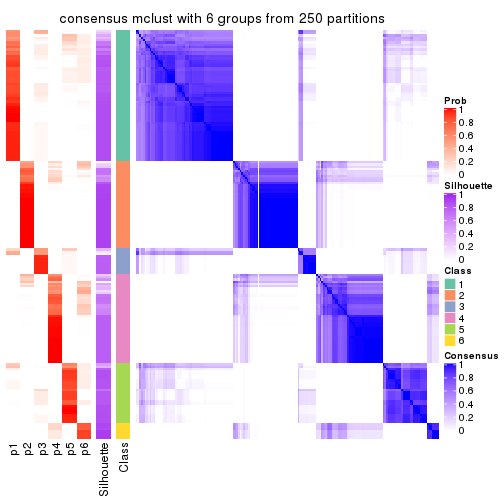 consensus mclust with 6 groups from 250 partitions
Prob
1
0.8
0.6
0.4
0.2
0
Silhouette
1
0.8
0.6
0.4
0.2
0
Class
1
2
3
4
5
6
Consensus
1
0.8
0.6
0.4
0.2
0
p1
p2
p3
p4
p5
p6
Silhouette
Class